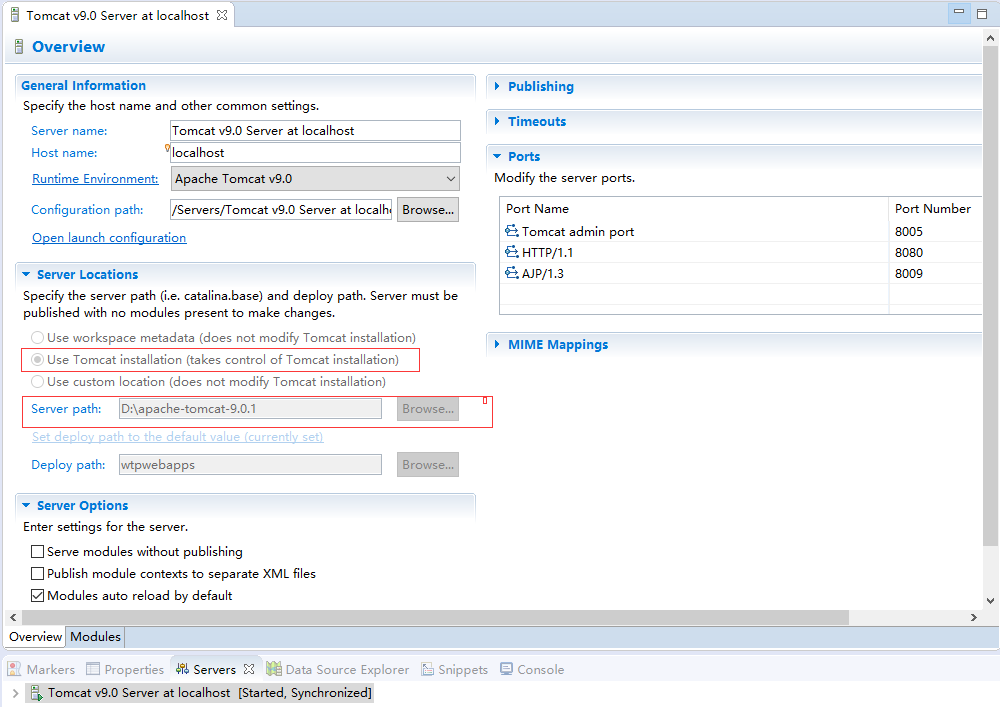 Tomcat v9.0 Server at localhost
Overview
General Information
Specify the host name and other common settings.
Server name: Tomcat v9.0 Server at localhost
Host name: localhost
Runtime Environment: Apache Tomcat v9.0
Configuration path: /Servers/Tomcat v9.0 Server at localh Browse...
Open launch configuration
Server Locations
Specify the server path (i.e. catalina.base) and deploy path. Server must be
published with no modules present to make changes.
Use workspace metadata (does not modify Tomcat installation)
Use Tomcat installation (takes control of Tomcat installation)
Use custom location (does not modify Tomcat installation)
Server path: D:\apache-tomcat-9.0.1 Browse...
Set deploy path to the default value (currently set)
Deploy path: wtpwebapps Browse...
Server Options
Enter settings for the server.
Serve modules without publishing
Publish module contexts to separate XML files
Modules auto reload by default
Publishing
Timeouts
Ports
Modify the server ports.
Port Name Port Number
Tomcat admin port 8005
HTTP/1.1 8080
AJP/1.3 8009
MIME Mappings
Overview Modules
Markers Properties Servers Data Source Explorer Snippets Console
Tomcat v9.0 Server at localhost [Started, Synchronized]